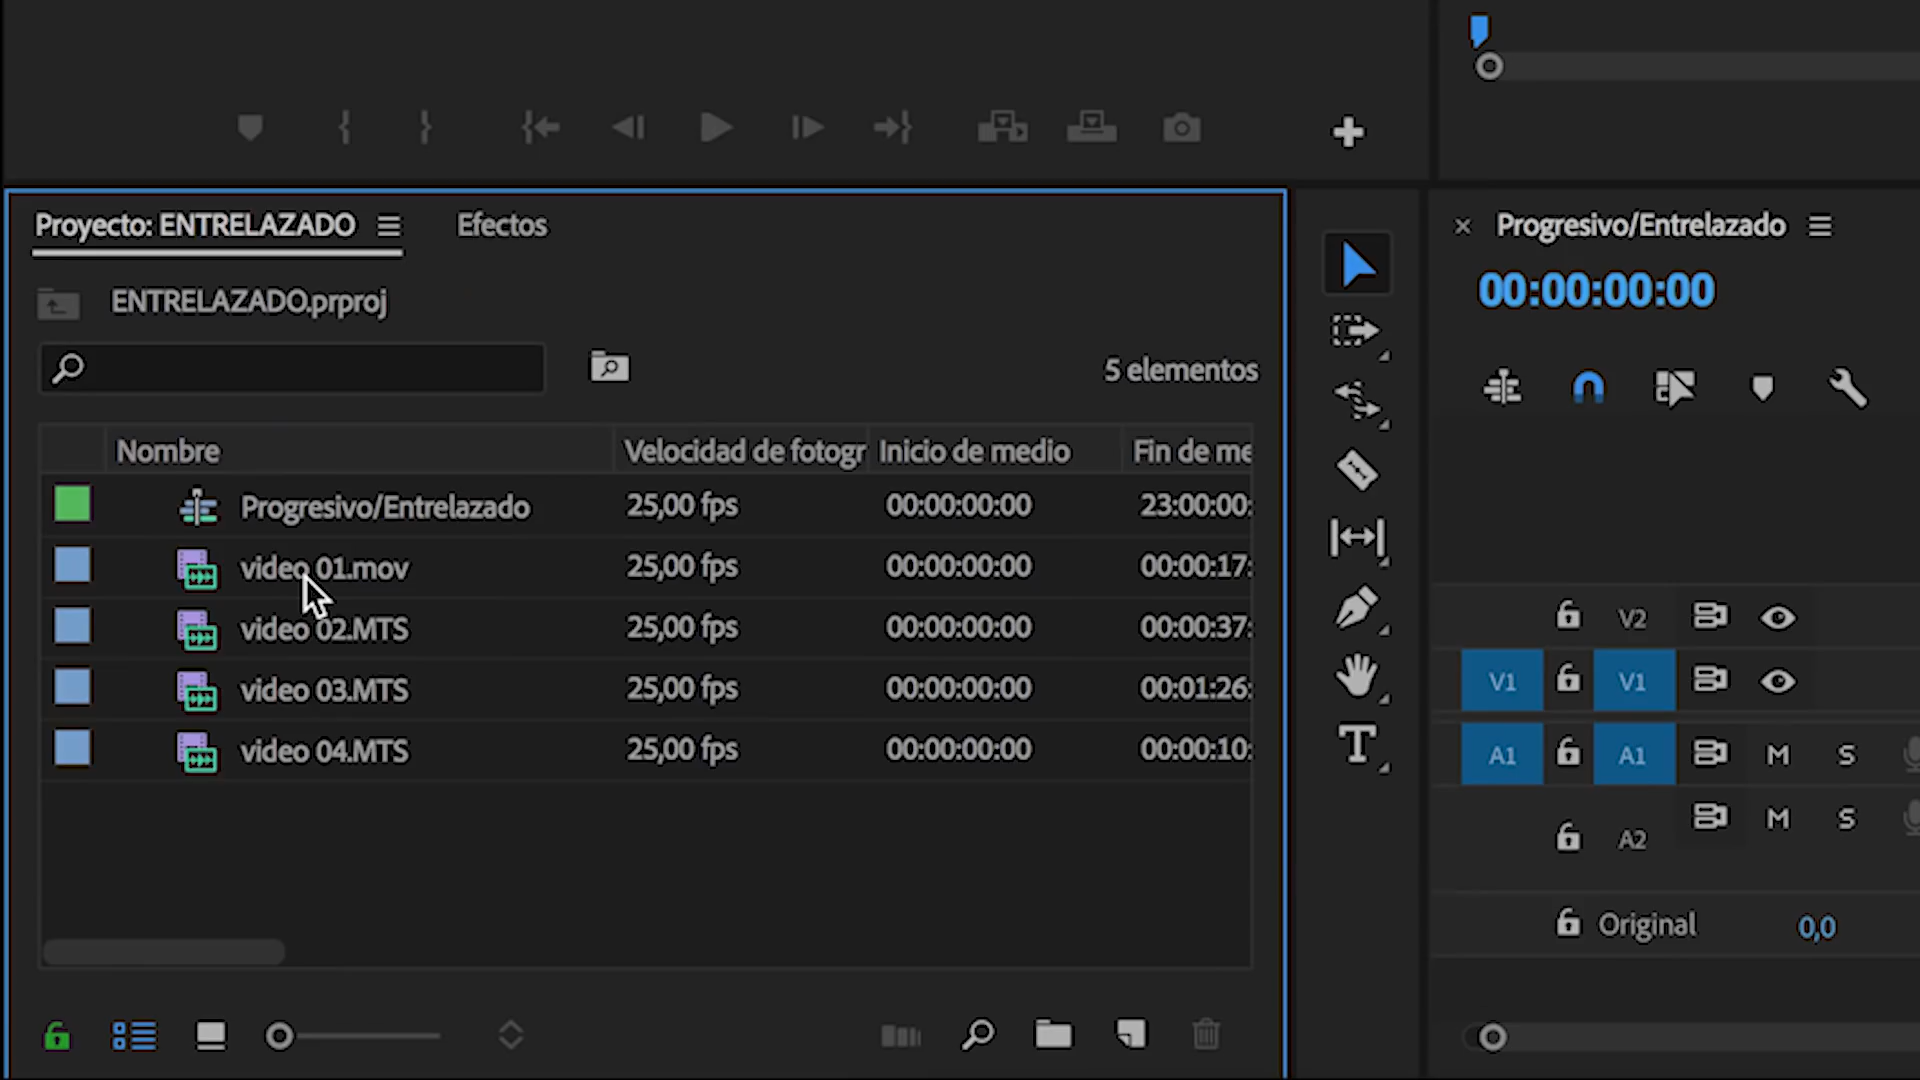 Proyecto: ENTRELAZADO
Efectos
ENTRELAZADO.prproj
5 elementos
Nombre
Velocidad de fotogr
Inicio de medio
Fin de me
Progresivo/Entrelazado
25,00 fps
00:00:00:00
23:00:00:
video 01.mov
25,00 fps
00:00:00:00
00:00:17:
video 02.MTS
25,00 fps
00:00:00:00
00:00:37:
video 03.MTS
25,00 fps
00:00:00:00
00:01:26:
video 04.MTS
25,00 fps
00:00:00:00
00:00:10:
Progresivo/Entrelazado
00:00:00:00
V2
V1
V1
A1
A1
M
S
A2
M
S
Original
0,0